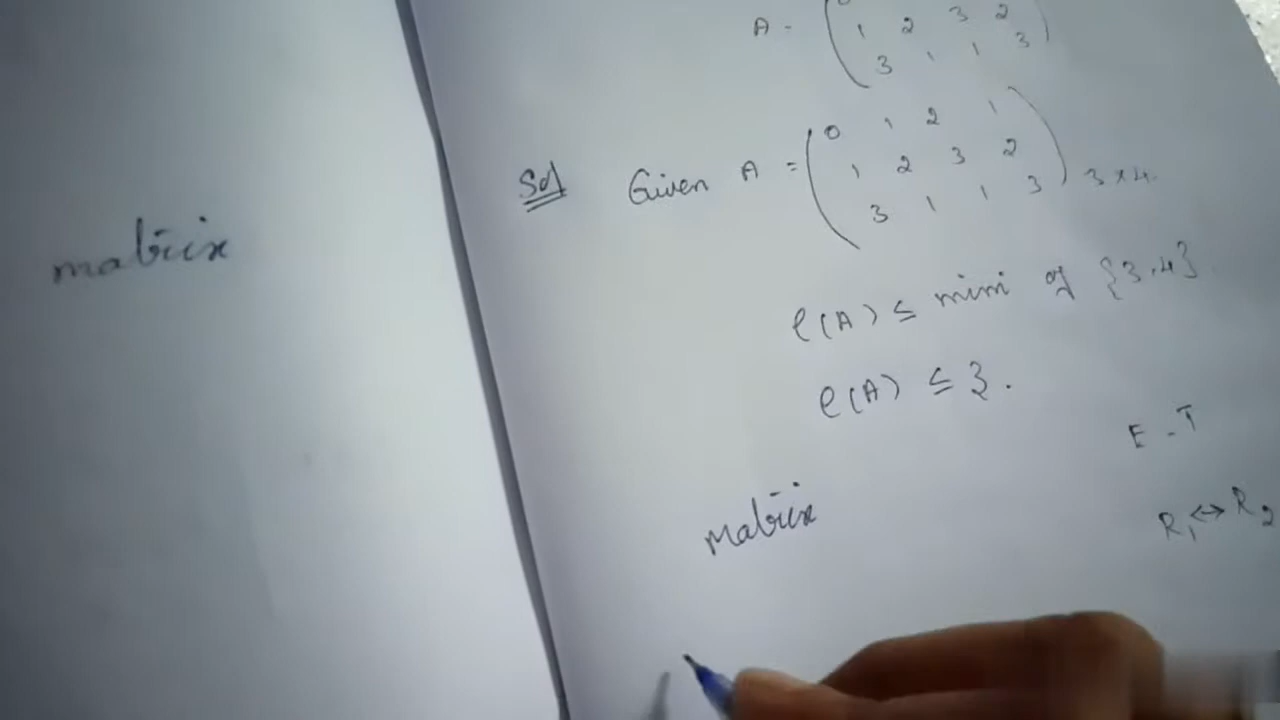 A = 0
1 2 3 2
3 1 1 3
0 1 2 1
Sol Given A = 1 2 3 2
3 1 1 3 3×4.
ρ(A) ≤ mini of {3,4}.
ρ(A) ≤ 3.
E-T
Matrix R₁↔R₂
matrix